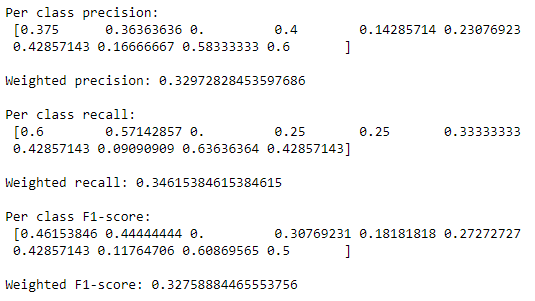 Per class precision:
[0.375 0.36363636 0. 0.4 0.14285714 0.23076923
0.42857143 0.16666667 0.58333333 0.6 ]
Weighted precision: 0.32972828453597686
Per class recall:
[0.6 0.57142857 0. 0.25 0.25 0.33333333
0.42857143 0.09090909 0.63636364 0.42857143]
Weighted recall: 0.34615384615384615
Per class F1-score:
[0.46153846 0.44444444 0. 0.30769231 0.18181818 0.27272727
0.42857143 0.11764706 0.60869565 0.5 ]
Weighted F1-score: 0.32758884465553756